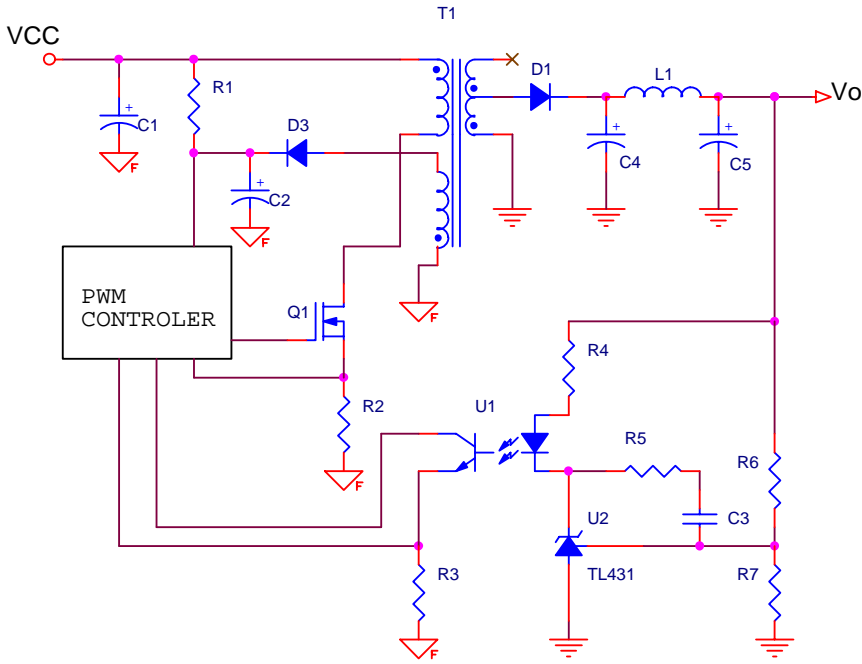 T1
VCC
D1
L1
Vo
R1
+
C1
D3
+
C4
+
C5
+
C2
F
F
PWM
CONTROLER
Q1
F
R4
R2
U1
R5
R6
F
U2
C3
R3
TL431
R7
F